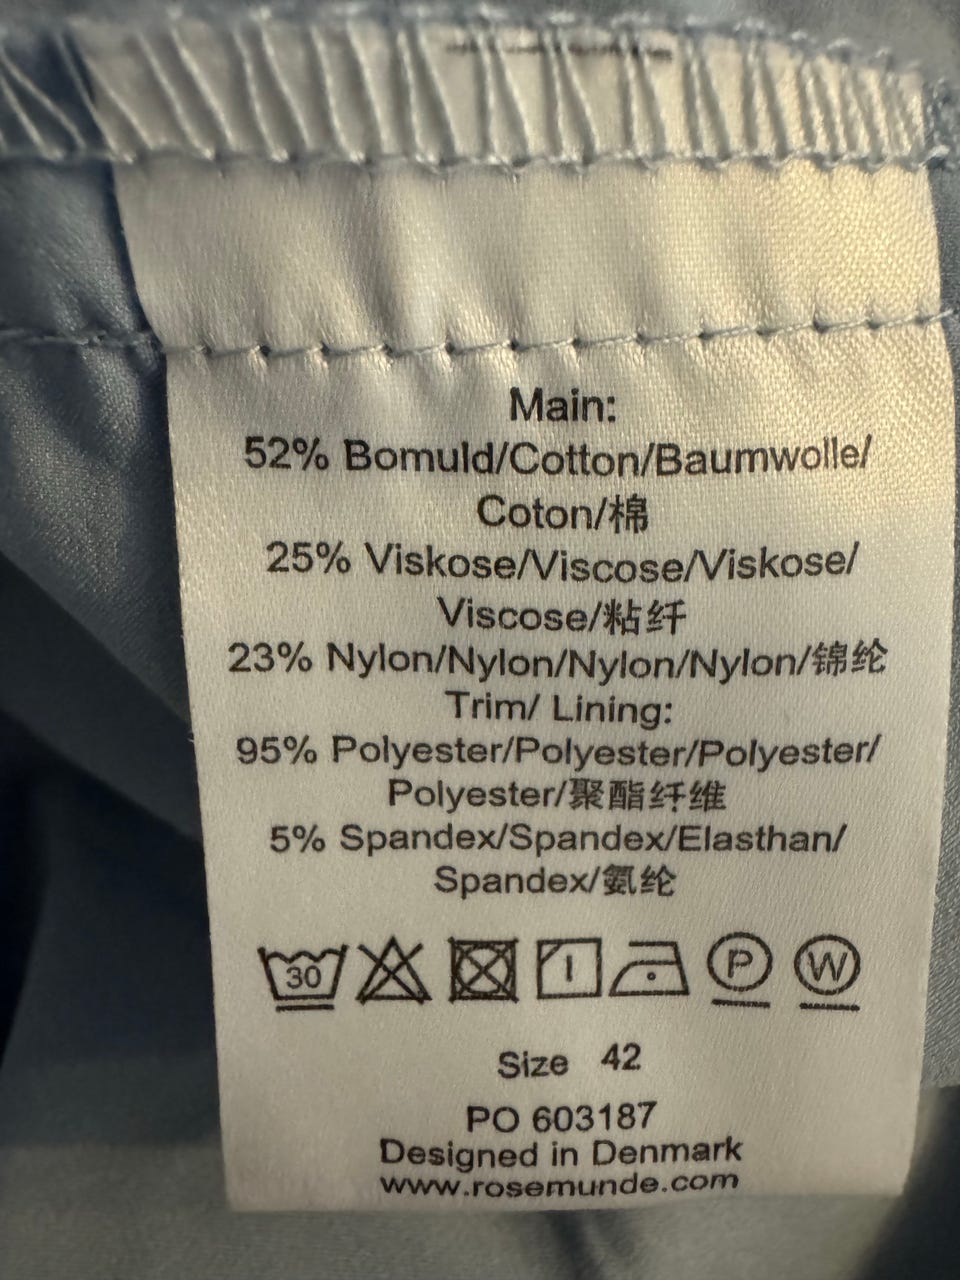 Main:
52% Bomuld/Cotton/Baumwolle/
Coton/棉
25% Viskose/Viscose/Viskose/
Viscose/粘纤
23% Nylon/Nylon/Nylon/Nylon/锦纶
Trim/ Lining:
95% Polyester/Polyester/Polyester/
Polyester/聚酯纤维
5% Spandex/Spandex/Elasthan/
Spandex/氨纶
30 P W
Size 42
PO 603187
Designed in Denmark
www.rosemunde.com